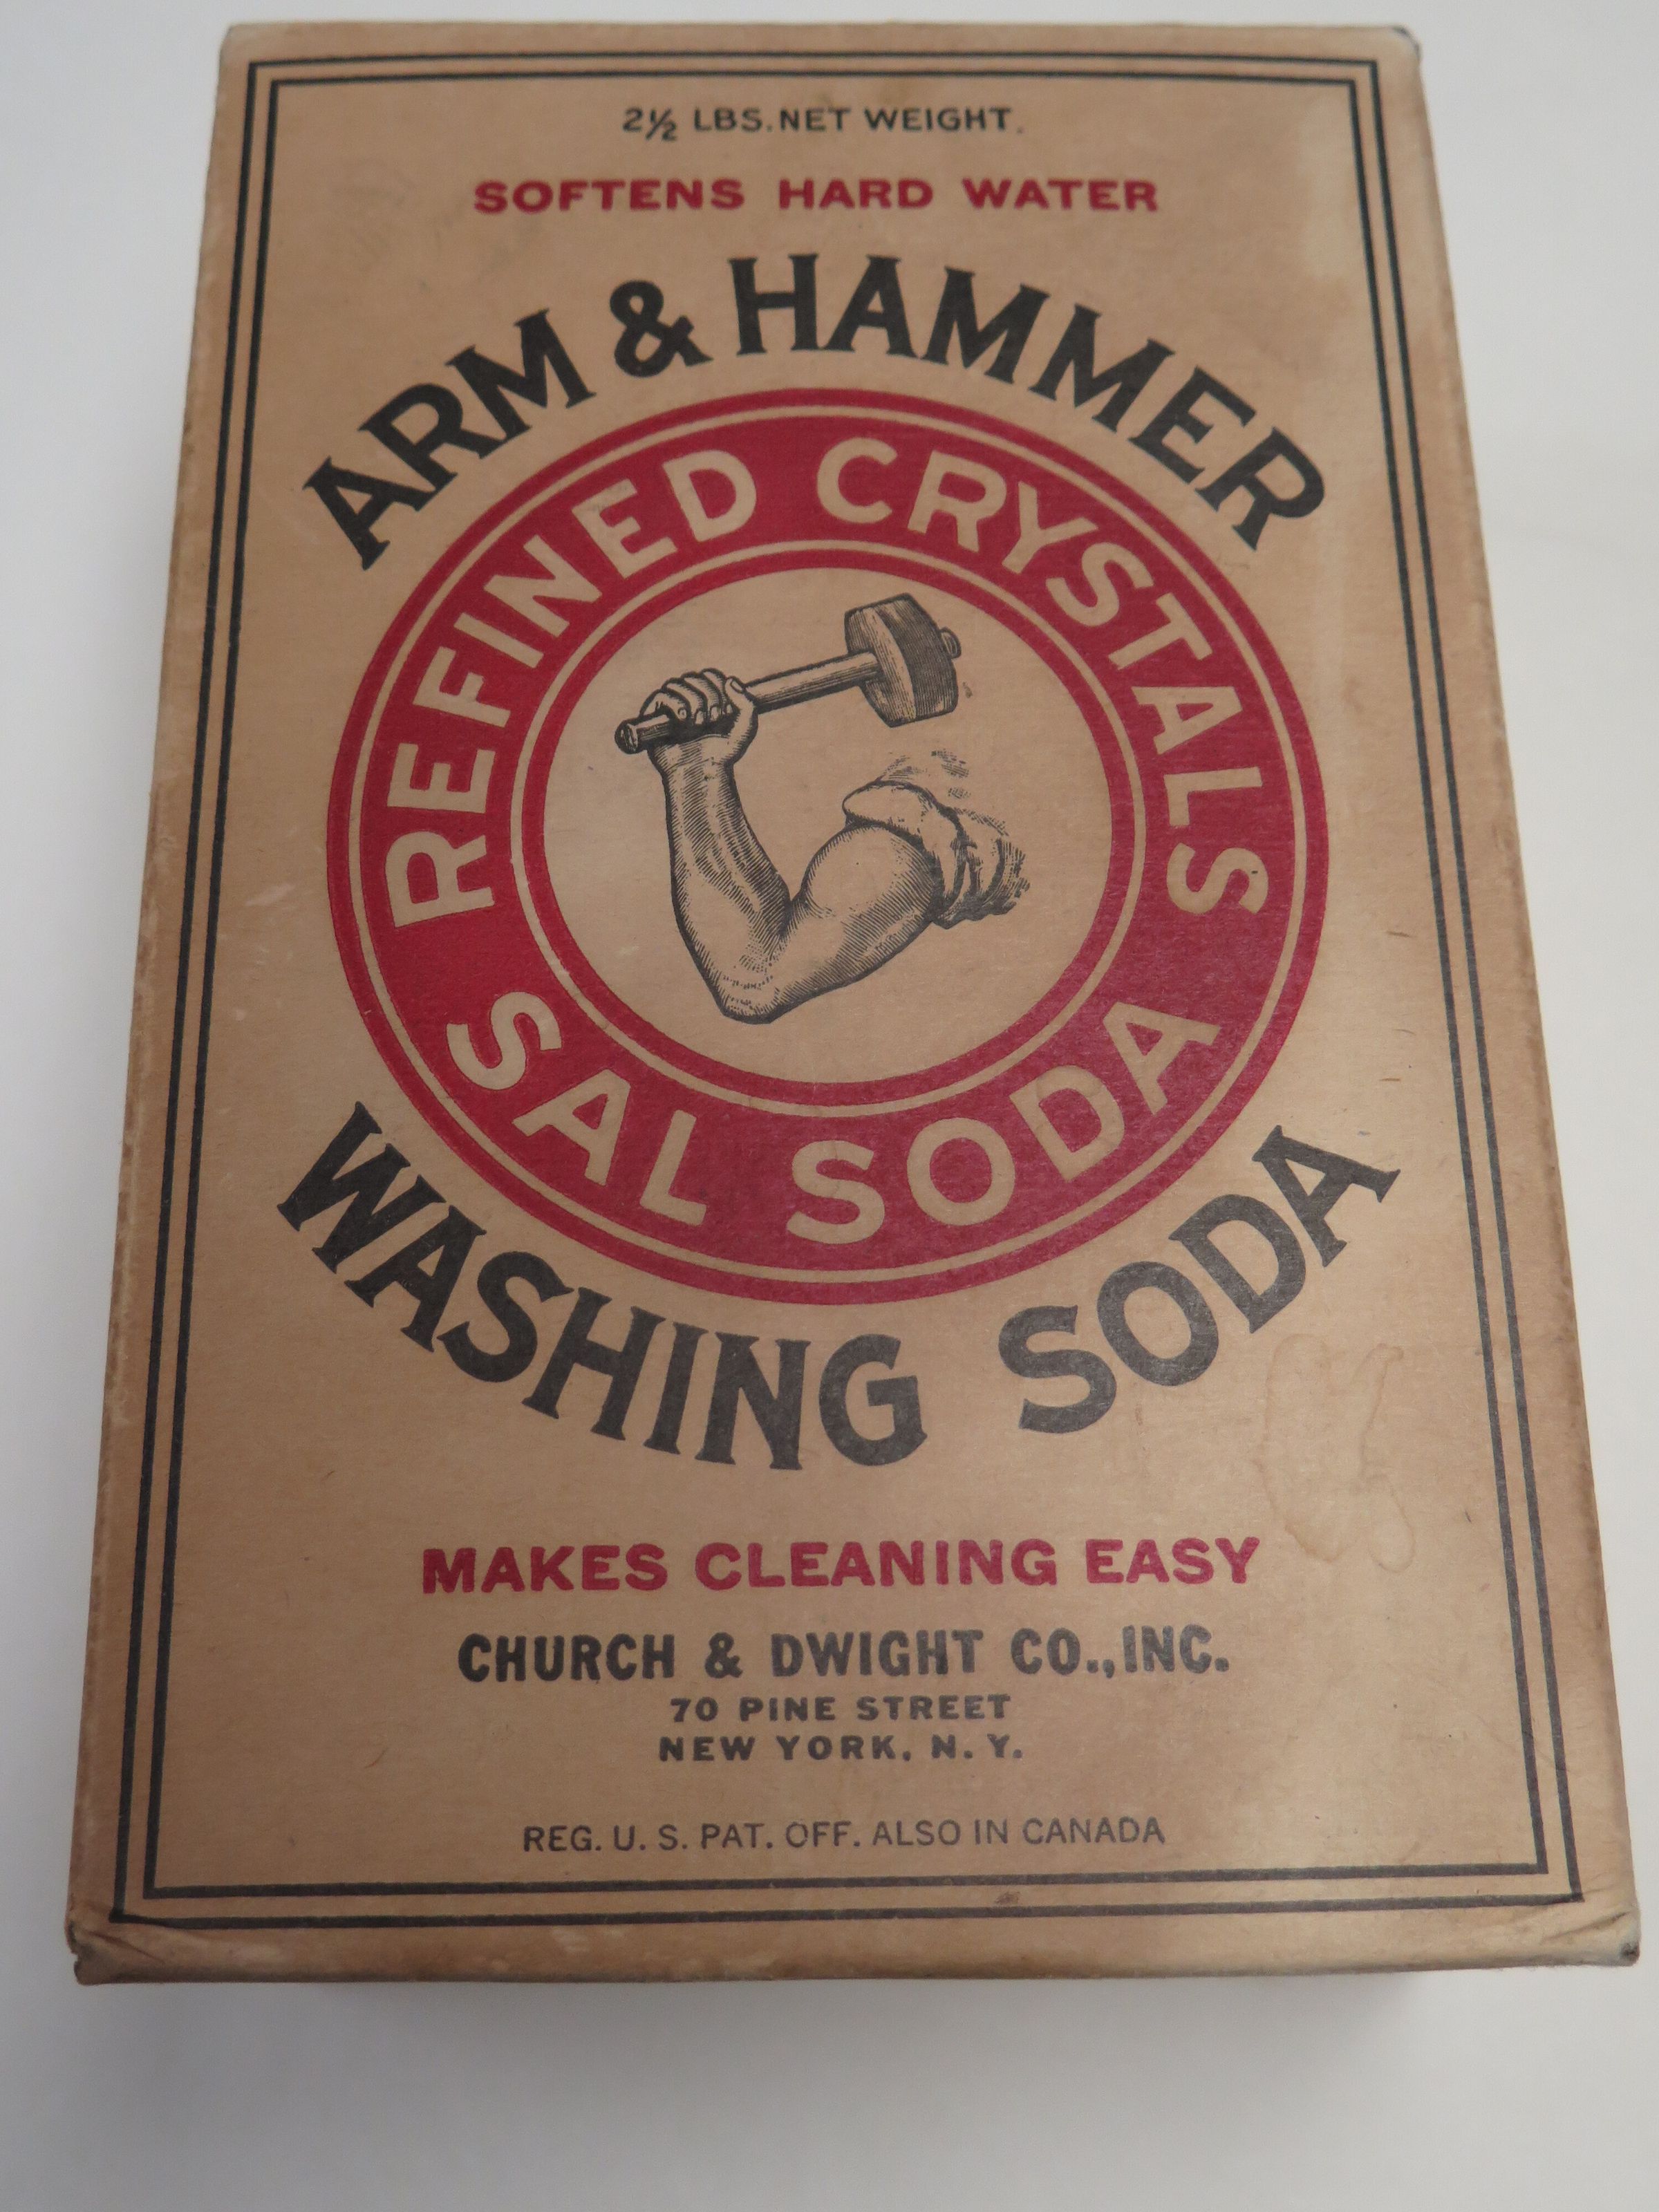 2½ LBS. NET WEIGHT.
SOFTENS HARD WATER
ARM & HAMMER
REFINED CRYSTALS
SAL SODA
WASHING SODA
MAKES CLEANING EASY
CHURCH & DWIGHT CO., INC.
70 PINE STREET
NEW YORK, N. Y.
REG. U. S. PAT. OFF. ALSO IN CANADA